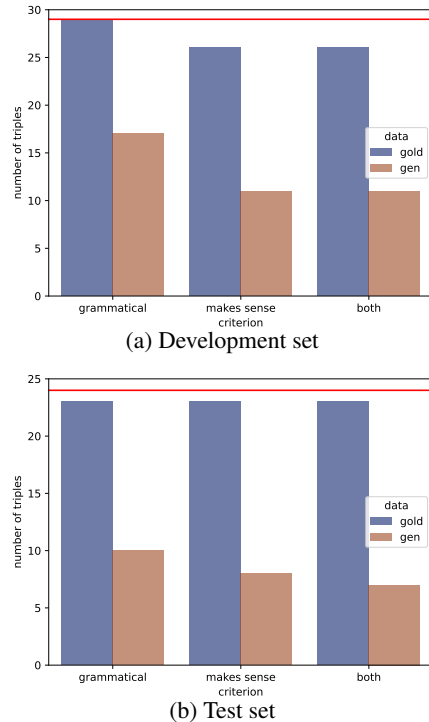 30
25
20
15
10
5
0
number of triples
data
gold
gen
grammatical
makes sense
both
criterion
(a) Development set
25
20
15
10
5
0
number of triples
data
gold
gen
grammatical
makes sense
both
criterion
(b) Test set